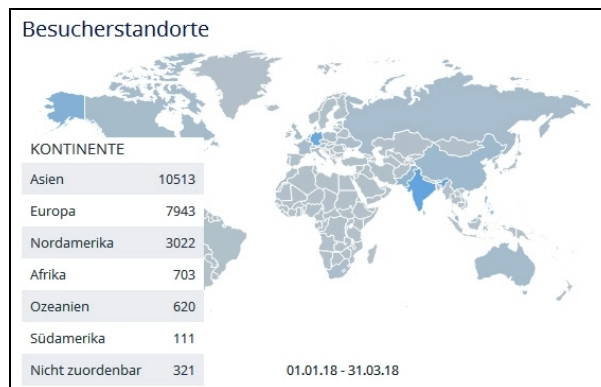 Besucherstandorte
KONTINENTE
Asien 10513
Europa 7943
Nordamerika 3022
Afrika 703
Ozeanien 620
Südamerika 111
Nicht zuordenbar 321
01.01.18 - 31.03.18